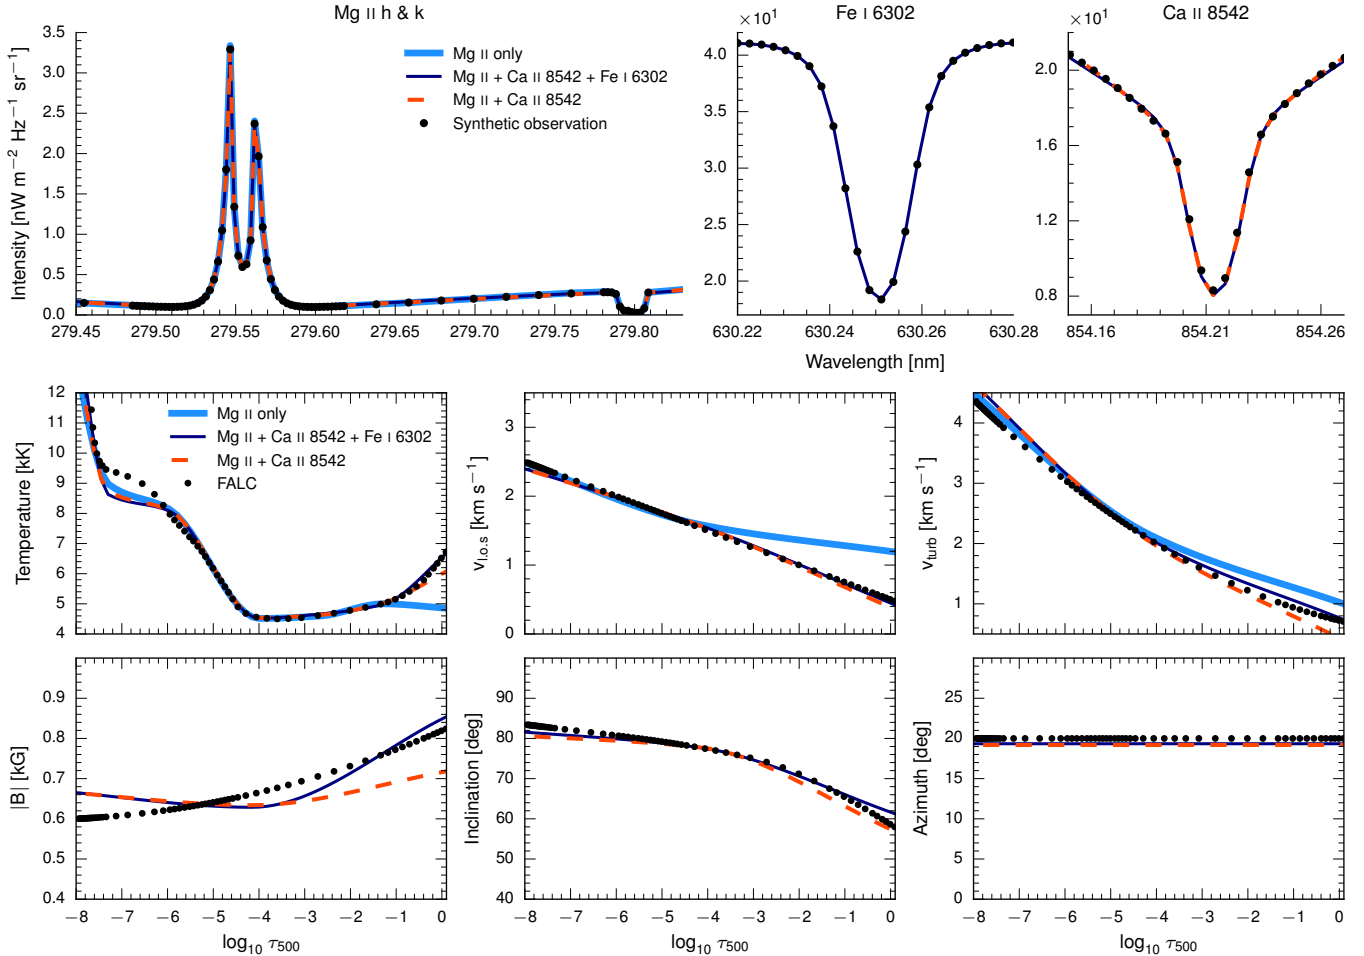 Mg II h & k
Fe I 6302
Ca II 8542
×10¹
×10¹
Intensity [nW m⁻² Hz⁻¹ sr⁻¹]
3.5
3.0
2.5
2.0
1.5
1.0
0.5
0.0
Mg II only
Mg II + Ca II 8542 + Fe I 6302
Mg II + Ca II 8542
Synthetic observation
279.45 279.50 279.55 279.60 279.65 279.70 279.75 279.80
4.0
3.5
3.0
2.5
2.0
630.22 630.24 630.26 630.28
2.0
1.6
1.2
0.8
854.16 854.21 854.26
Wavelength [nm]
Temperature [kK]
12
11
10
9
8
7
6
5
4
Mg II only
Mg II + Ca II 8542 + Fe I 6302
Mg II + Ca II 8542
FALC
v_l.o.s [km s⁻¹]
3
2
1
0
v_turb [km s⁻¹]
4
3
2
1
|B| [kG]
0.9
0.8
0.7
0.6
0.5
0.4
−8 −7 −6 −5 −4 −3 −2 −1 0
log₁₀ τ₅₀₀
Inclination [deg]
90
80
70
60
50
40
−8 −7 −6 −5 −4 −3 −2 −1 0
log₁₀ τ₅₀₀
Azimuth [deg]
25
20
15
10
5
0
−8 −7 −6 −5 −4 −3 −2 −1 0
log₁₀ τ₅₀₀